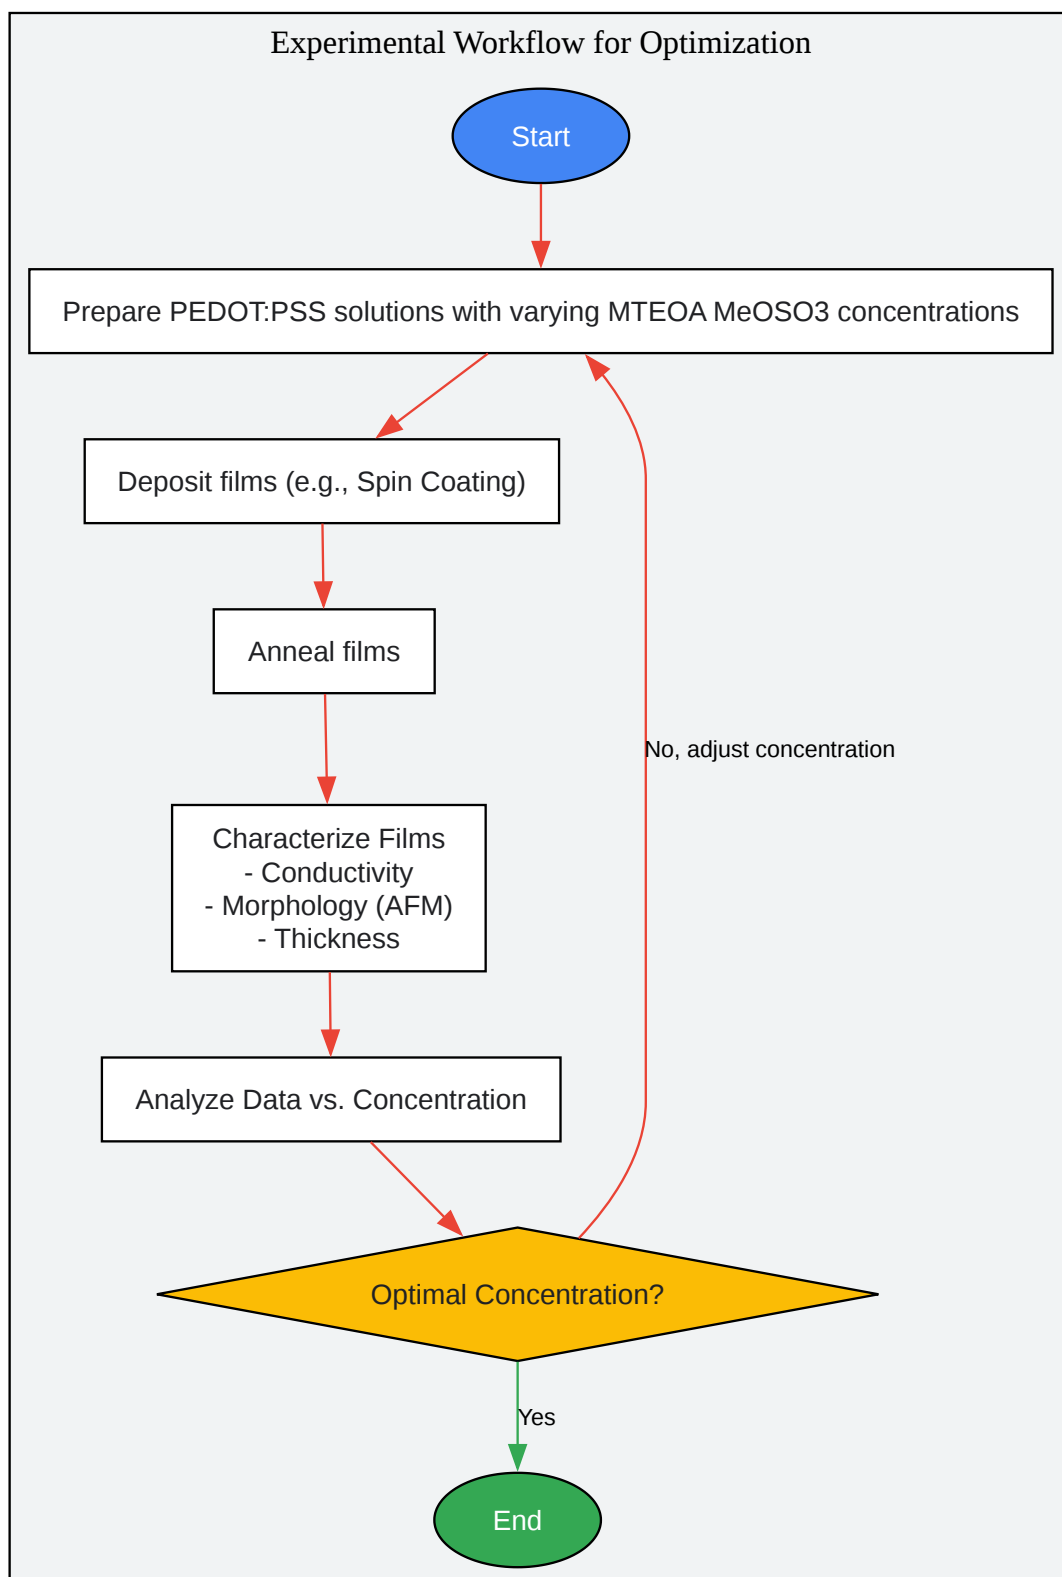 Experimental Workflow for Optimization
Start
Prepare PEDOT:PSS solutions with varying MTEOA MeOSO3 concentrations
Deposit films (e.g., Spin Coating)
Anneal films
No, adjust concentration
Characterize Films
- Conductivity
- Morphology (AFM)
- Thickness
Analyze Data vs. Concentration
Optimal Concentration?
Yes
End